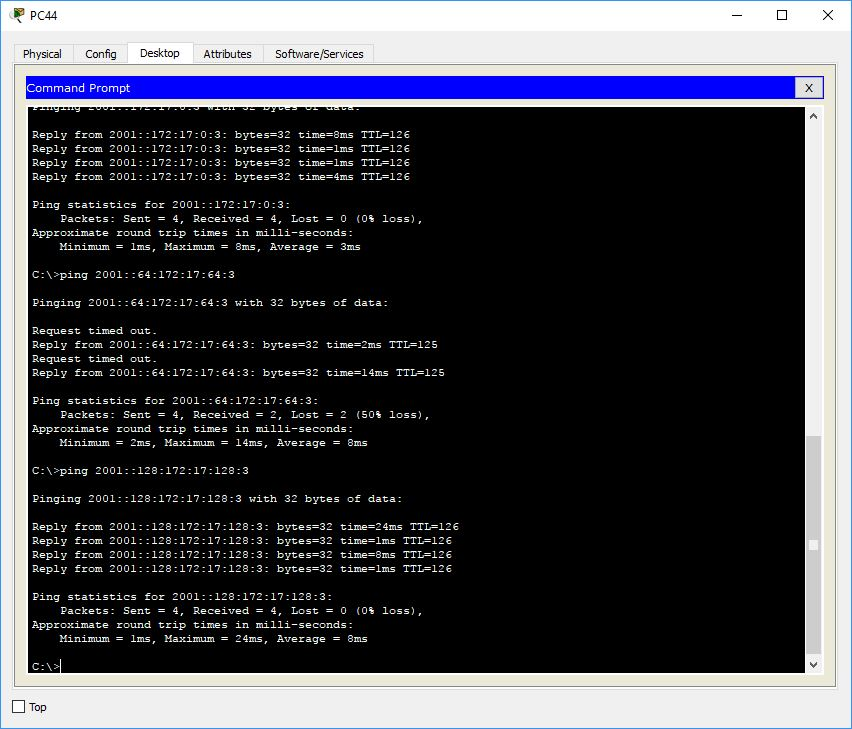 PC44
Physical Config Desktop Attributes Software/Services
Command Prompt X
Pinging 2001::172:17:0:3 with 32 bytes of data:
Reply from 2001::172:17:0:3: bytes=32 time=8ms TTL=126
Reply from 2001::172:17:0:3: bytes=32 time=1ms TTL=126
Reply from 2001::172:17:0:3: bytes=32 time=1ms TTL=126
Reply from 2001::172:17:0:3: bytes=32 time=4ms TTL=126
Ping statistics for 2001::172:17:0:3:
Packets: Sent = 4, Received = 4, Lost = 0 (0% loss),
Approximate round trip times in milli-seconds:
Minimum = 1ms, Maximum = 8ms, Average = 3ms
C:\>ping 2001::64:172:17:64:3
Pinging 2001::64:172:17:64:3 with 32 bytes of data:
Request timed out.
Reply from 2001::64:172:17:64:3: bytes=32 time=2ms TTL=125
Request timed out.
Reply from 2001::64:172:17:64:3: bytes=32 time=14ms TTL=125
Ping statistics for 2001::64:172:17:64:3:
Packets: Sent = 4, Received = 2, Lost = 2 (50% loss),
Approximate round trip times in milli-seconds:
Minimum = 2ms, Maximum = 14ms, Average = 8ms
C:\>ping 2001::128:172:17:128:3
Pinging 2001::128:172:17:128:3 with 32 bytes of data:
Reply from 2001::128:172:17:128:3: bytes=32 time=24ms TTL=126
Reply from 2001::128:172:17:128:3: bytes=32 time=1ms TTL=126
Reply from 2001::128:172:17:128:3: bytes=32 time=8ms TTL=126
Reply from 2001::128:172:17:128:3: bytes=32 time=1ms TTL=126
Ping statistics for 2001::128:172:17:128:3:
Packets: Sent = 4, Received = 4, Lost = 0 (0% loss),
Approximate round trip times in milli-seconds:
Minimum = 1ms, Maximum = 24ms, Average = 8ms
C:\>
Top